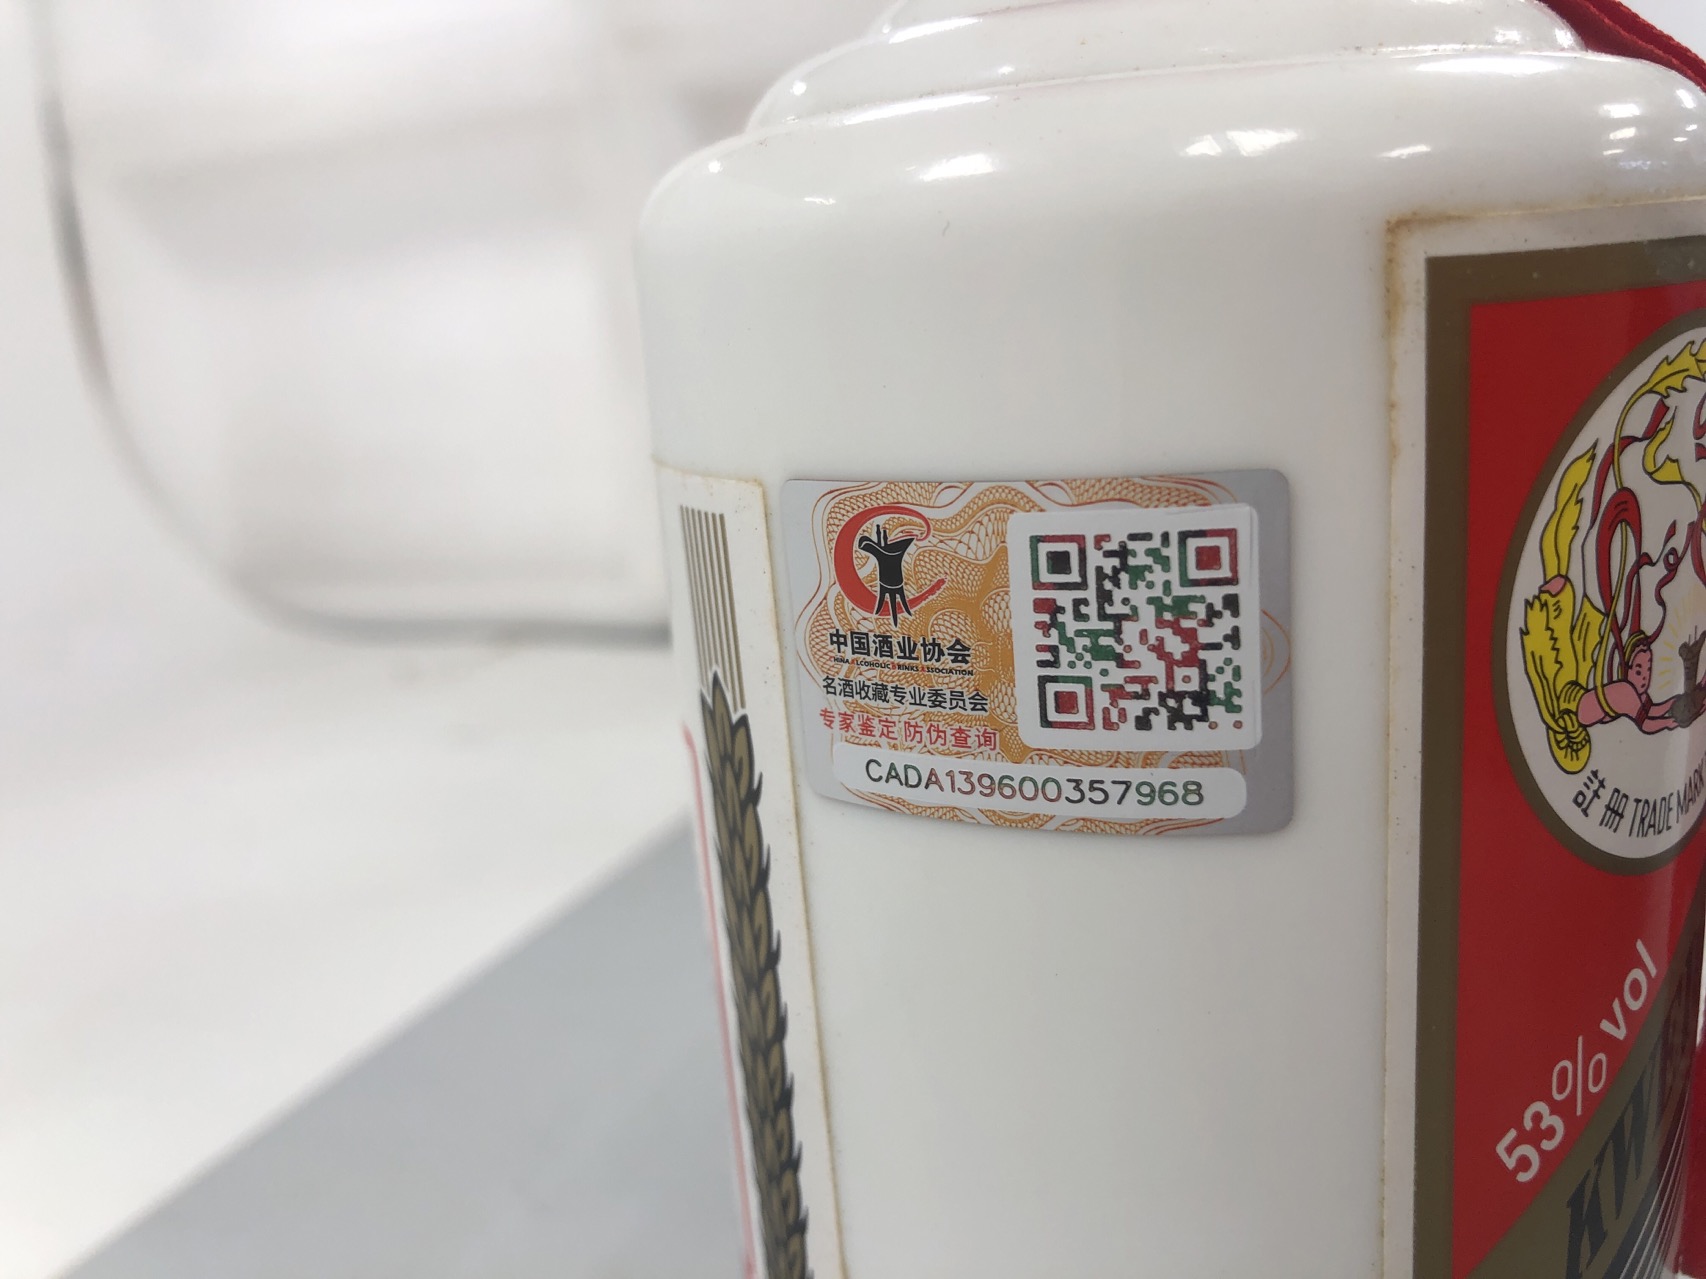 中国酒业协会
CHINA ALCOHOLIC DRINKS ASSOCIATION
名酒收藏专业委员会
专家鉴定 防伪查询
CADA139600357968
註册 TRADE MARK
53% vol
KW